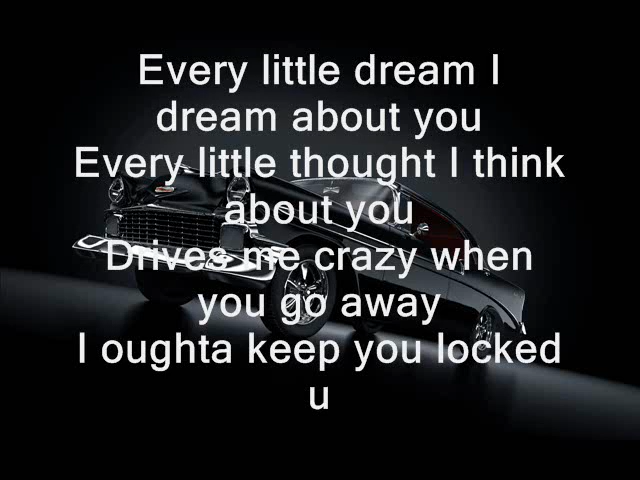 Every little dream I
dream about you
Every little thought I think
about you
Drives me crazy when
you go away
I oughta keep you locked
u